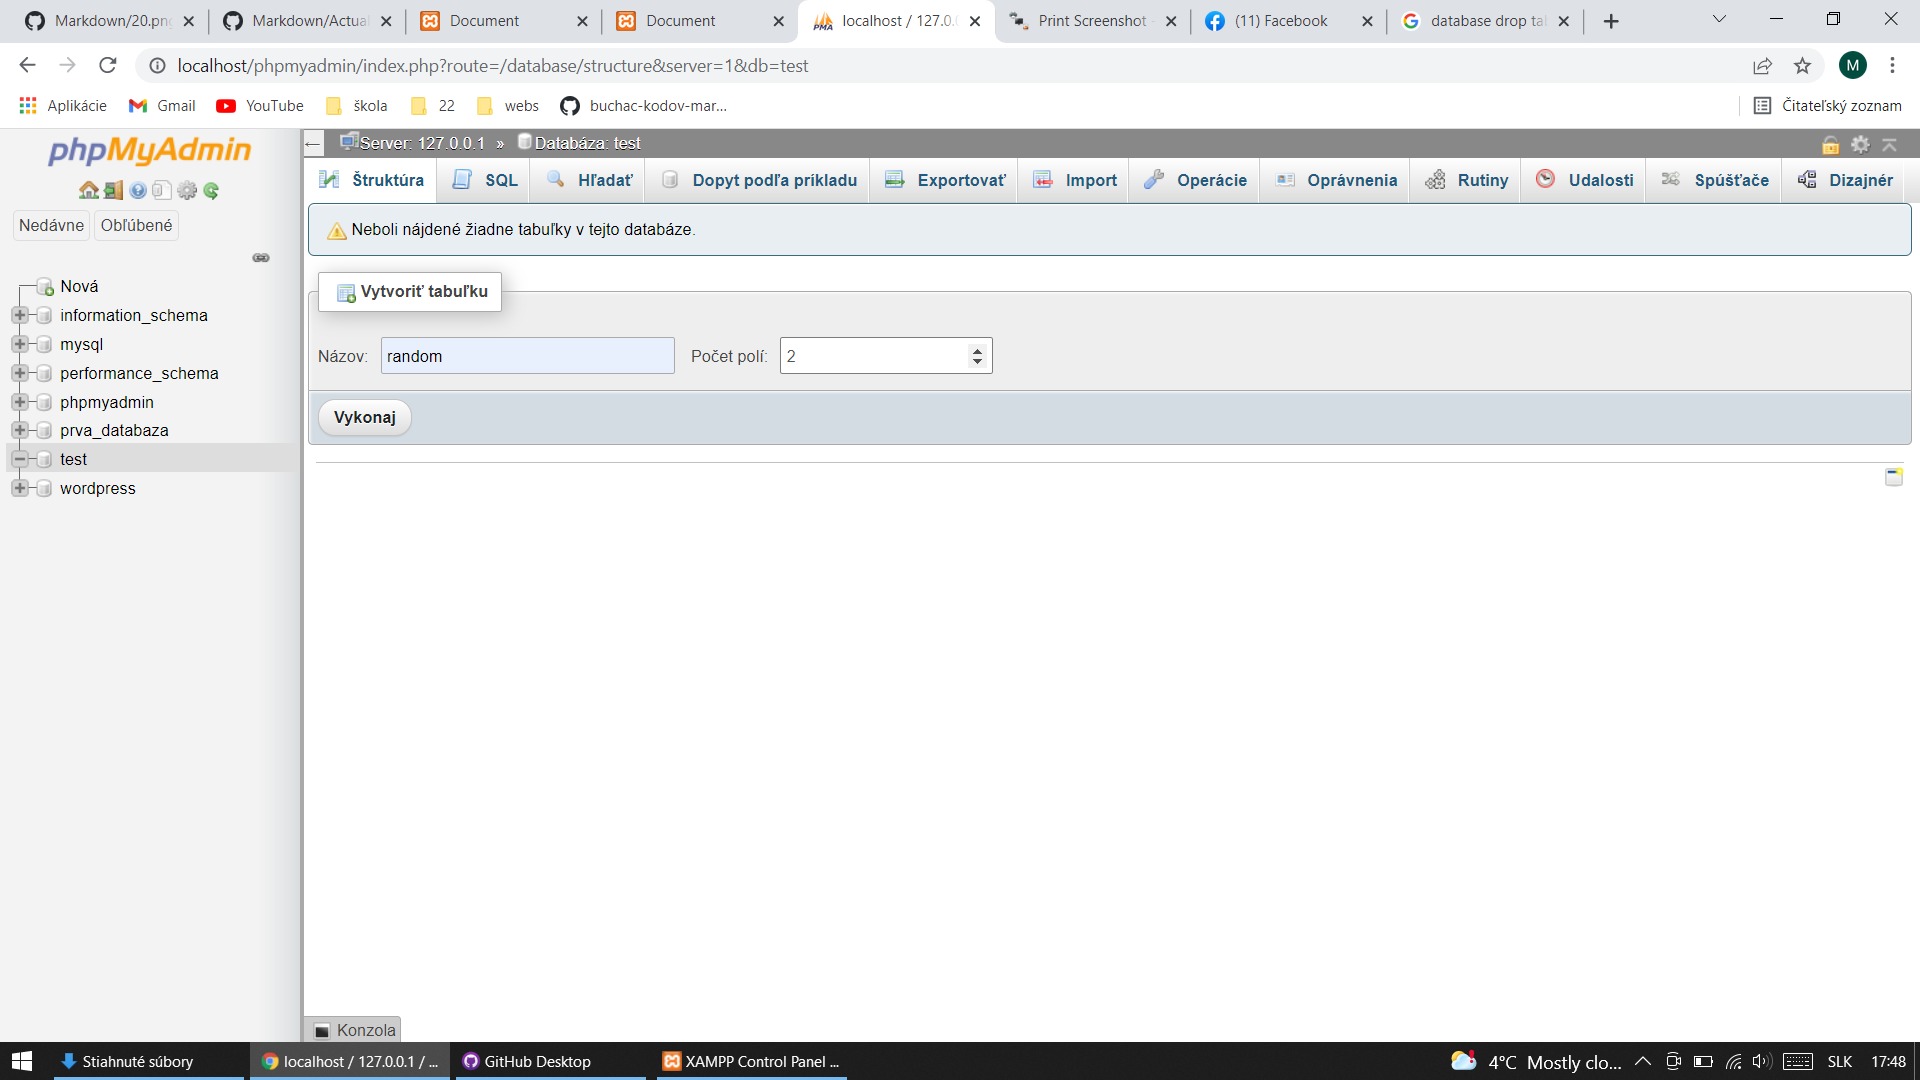 Markdown/20.pn
Markdown/Actual
Document
Document
localhost / 127.0.
Print Screenshot
(11) Facebook
database drop ta
localhost/phpmyadmin/index.php?route=/database/structure&server=1&db=test
M
Aplikácie
Gmail
YouTube
škola
22
webs
buchac-kodov-mar...
Čitateľský zoznam
phpMyAdmin
Nedávne
Obľúbené
Nová
information_schema
mysql
performance_schema
phpmyadmin
prva_databaza
test
wordpress
Server: 127.0.0.1 » Databáza: test
Štruktúra
SQL
Hľadať
Dopyt podľa príkladu
Exportovať
Import
Operácie
Oprávnenia
Rutiny
Udalosti
Spúšťače
Dizajnér
Neboli nájdené žiadne tabuľky v tejto databáze.
Vytvoriť tabuľku
Názov: random Počet polí: 2
Vykonaj
Konzola
Stiahnuté súbory
localhost / 127.0.0.1 / ...
GitHub Desktop
XAMPP Control Panel ...
4°C Mostly clo...
SLK
17:48